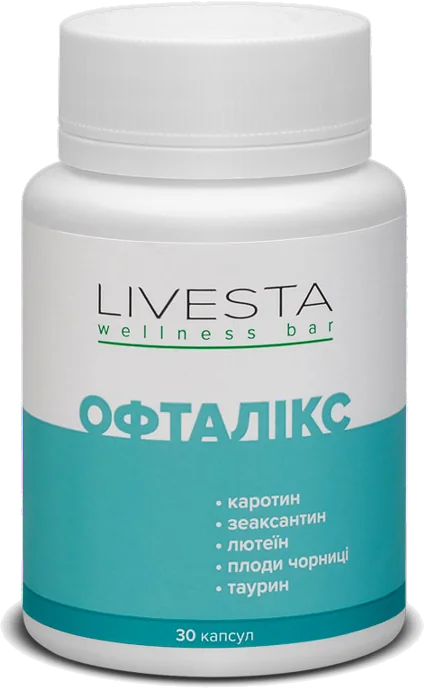 LIVESTA
wellness bar
ОФТАЛІКС
• каротин
• зеаксантин
• лютеїн
• плоди чорниці
• таурин
30 капсул